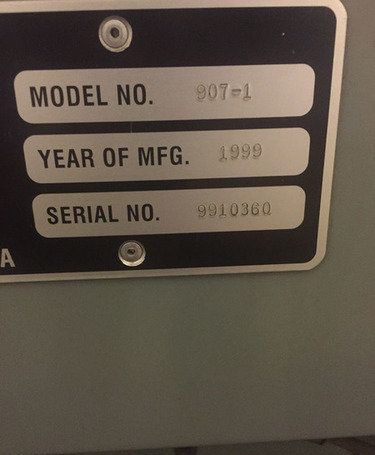 MODEL NO. 907-1
YEAR OF MFG. 1999
SERIAL NO. 9910360
A